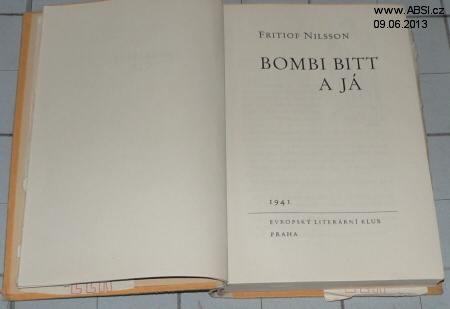 www.ABSI.cz
09.06.2013
Fritiof Nilsson
BOMBI BITT
A JÁ
1941
EVROPSKÝ LITERÁRNÍ KLUB
PRAHA